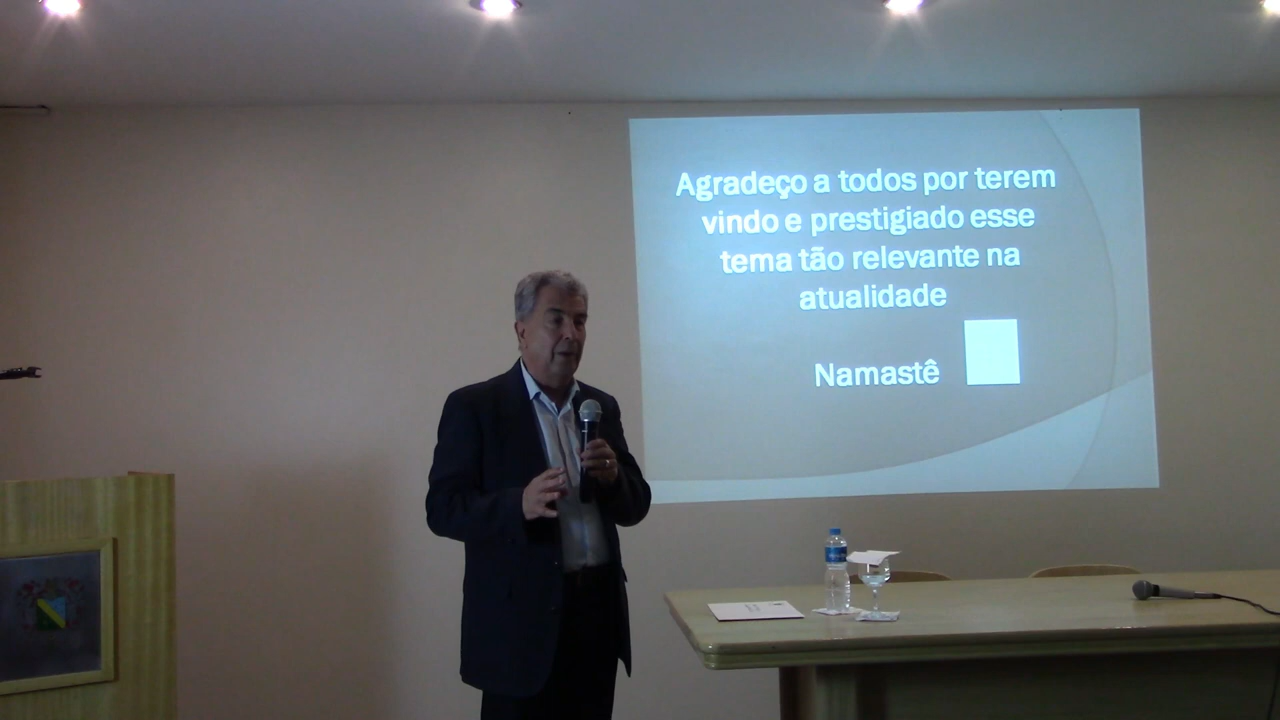 Agradeço a todos por terem
vindo e prestigiado esse
tema tão relevante na
atualidade
Namastê